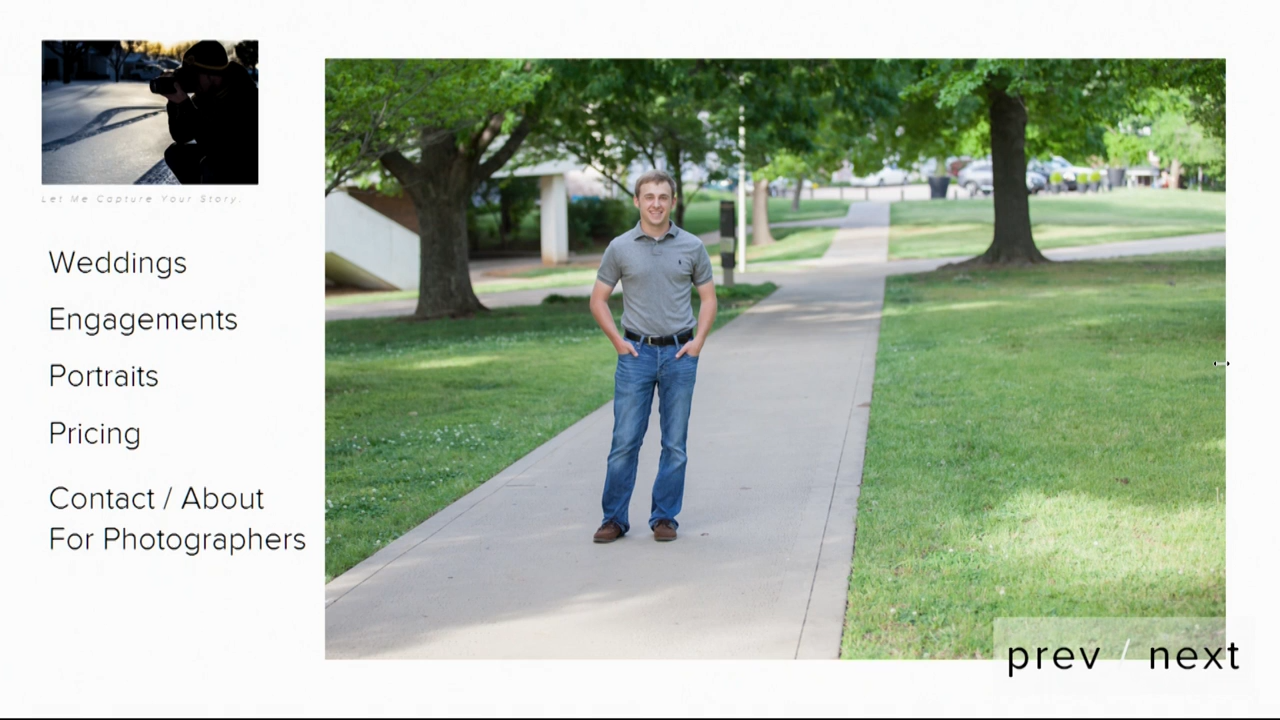 Let Me Capture Your Story.
Weddings
Engagements
Portraits
Pricing
Contact / About
For Photographers
prev / next